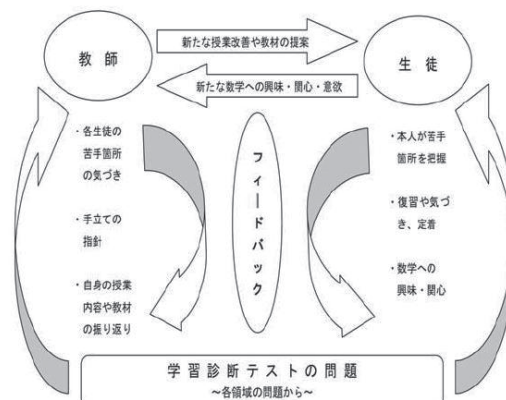 教 師
新たな授業改善や教材の提案
生 徒
新たな数学への興味・関心・意欲
・各生徒の
苦手箇所
の気づき
・手立ての
指針
・自身の授業
内容や教材
の振り返り
フィードバック
・本人が苦手
箇所を把握
・復習や気づ
き、定着
・数学への
興味・関心
学習診断テストの問題
～各領域の問題から～